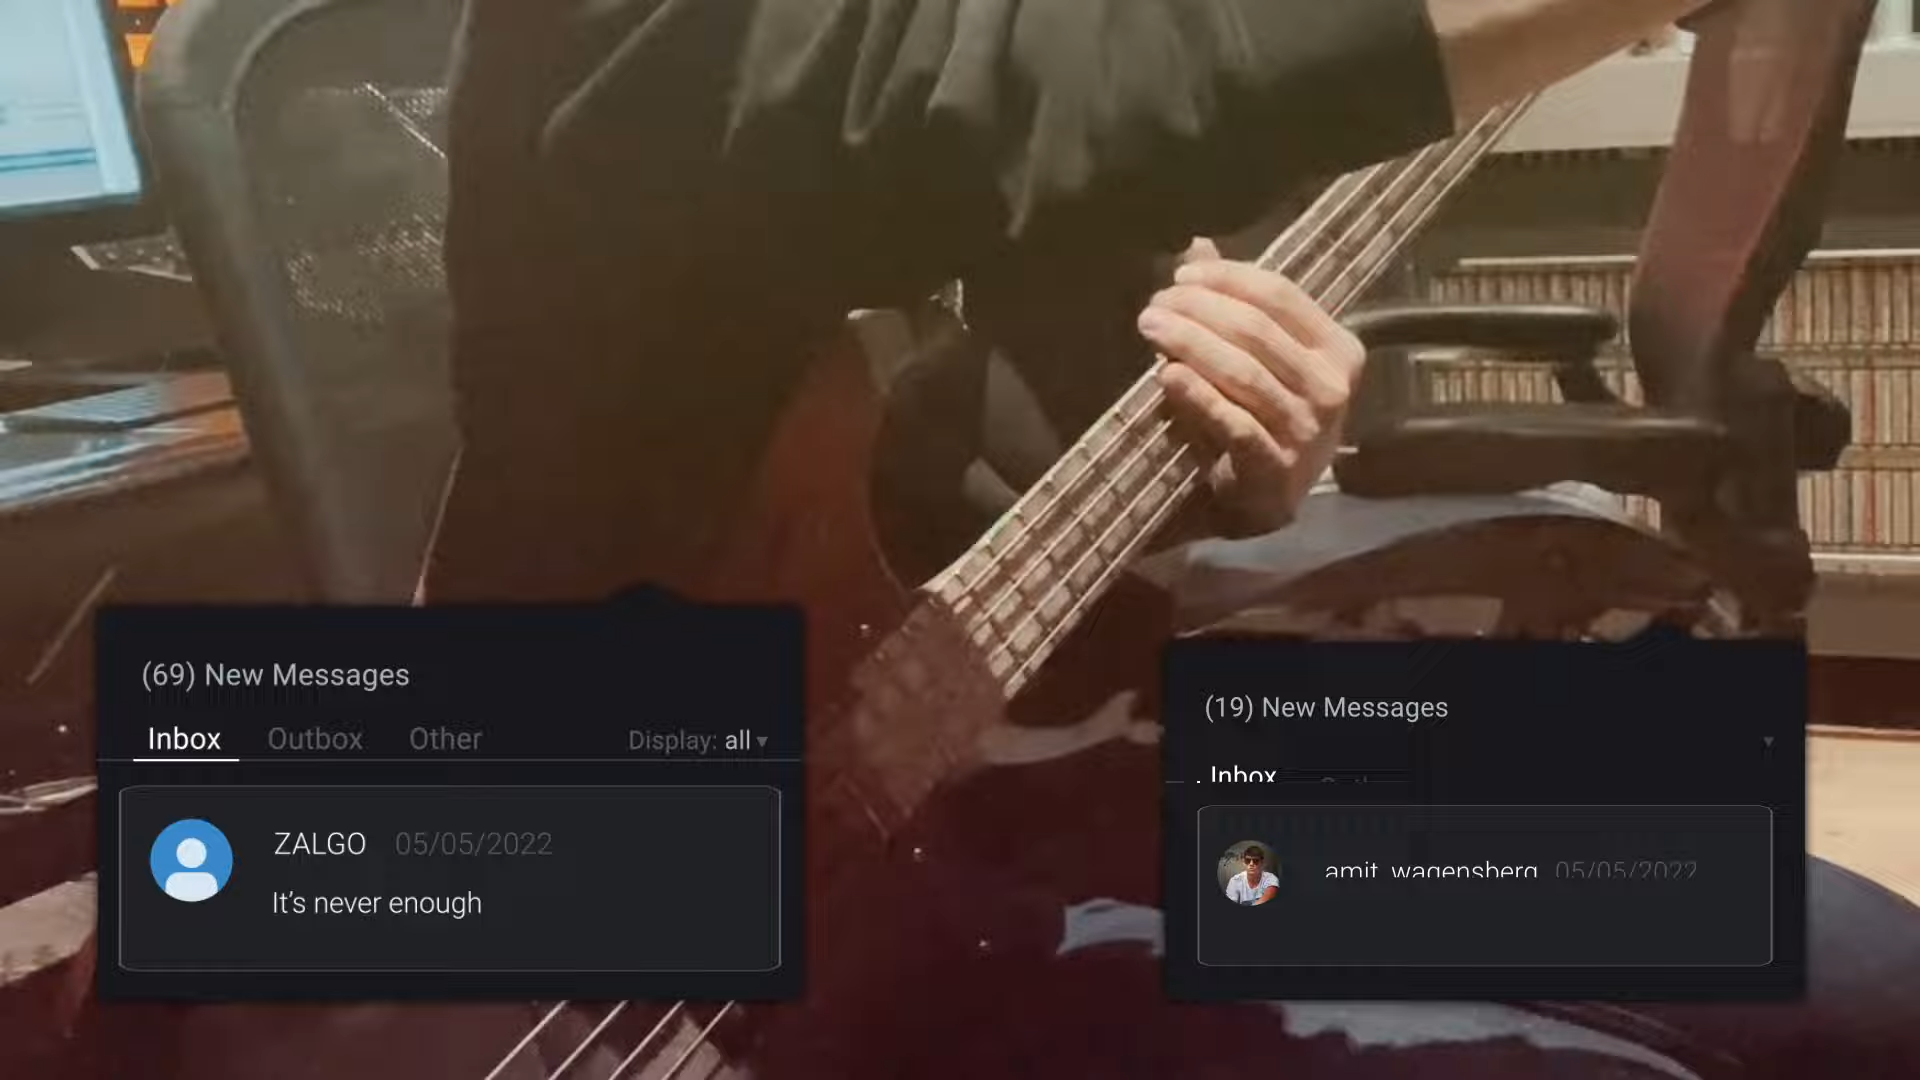 (69) New Messages
Inbox Outbox Other Display: all
ZALGO 05/05/2022
It's never enough
(19) New Messages
Inbox
amit_wagensberg 05/05/2022